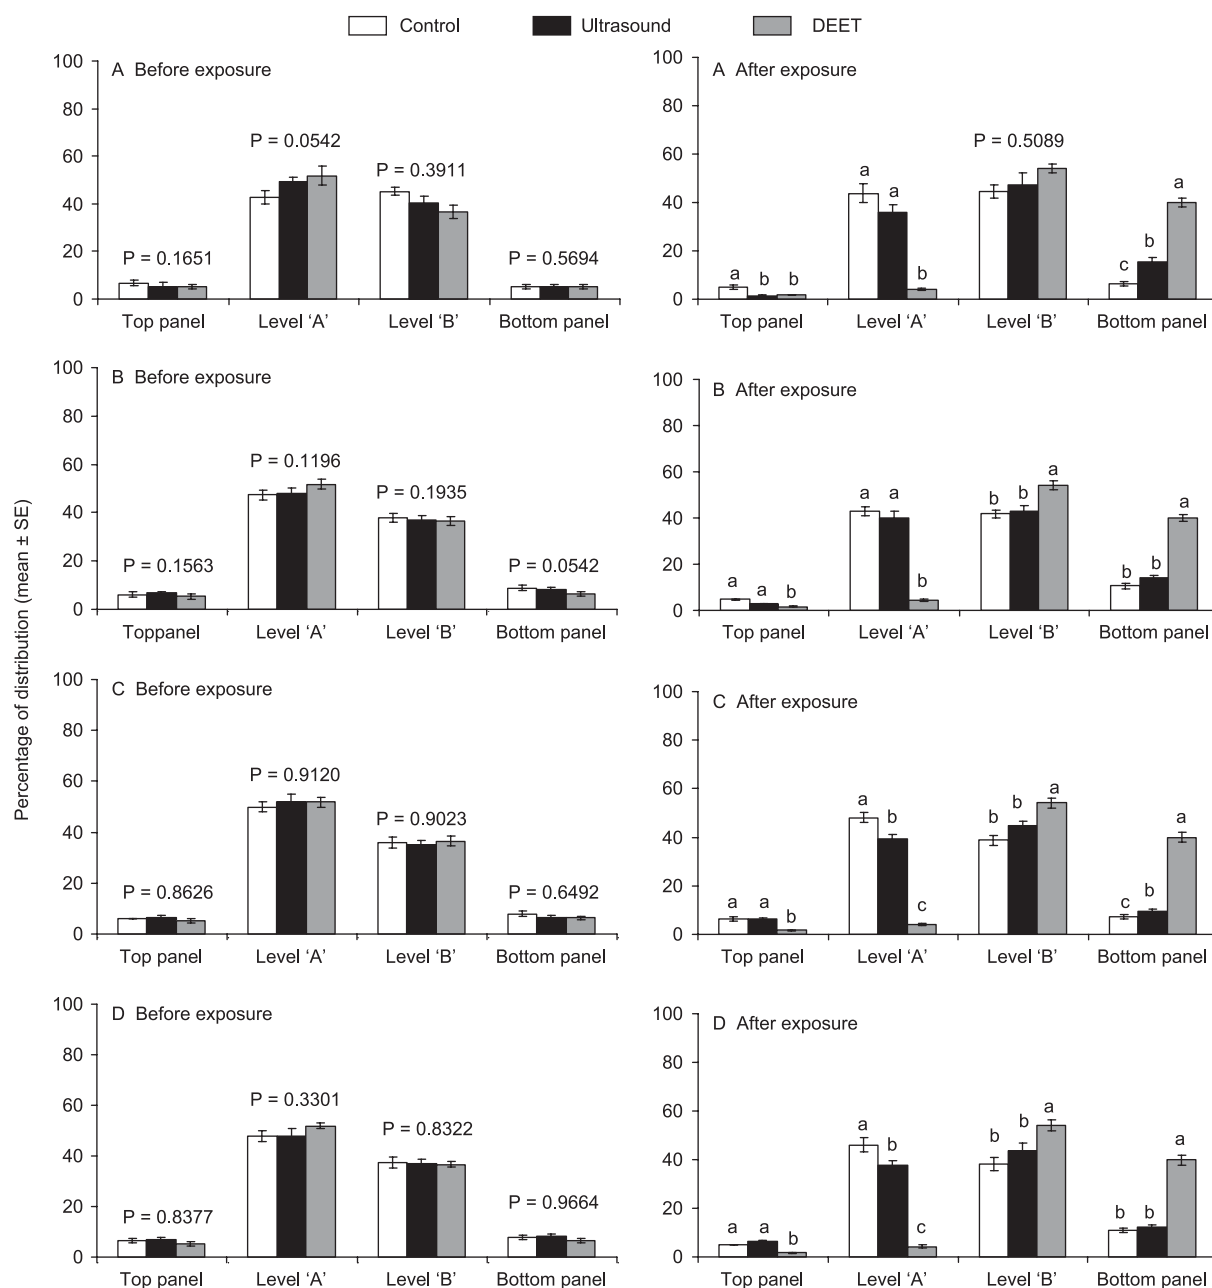 Control Ultrasound DEET
Percentage of distribution (mean ± SE)
A Before exposure
100
80
60
40
20
0
P = 0.1651
P = 0.0542
P = 0.3911
P = 0.5694
Top panel Level ‘A’ Level ‘B’ Bottom panel
A After exposure
100
80
60
40
20
0
a b b
a a b
P = 0.5089
c b a
Top panel Level ‘A’ Level ‘B’ Bottom panel
B Before exposure
100
80
60
40
20
0
P = 0.1563
P = 0.1196
P = 0.1935
P = 0.0542
Toppanel Level ‘A’ Level ‘B’ Bottom panel
B After exposure
100
80
60
40
20
0
a a b
a a b
b b a
b b a
Top panel Level ‘A’ Level ‘B’ Bottom panel
C Before exposure
100
80
60
40
20
0
P = 0.8626
P = 0.9120
P = 0.9023
P = 0.6492
Top panel Level ‘A’ Level ‘B’ Bottom panel
C After exposure
100
80
60
40
20
0
a a b
a b c
b b a
c b a
Top panel Level ‘A’ Level ‘B’ Bottom panel
D Before exposure
100
80
60
40
20
0
P = 0.8377
P = 0.3301
P = 0.8322
P = 0.9664
Top panel Level ‘A’ Level ‘B’ Bottom panel
D After exposure
100
80
60
40
20
0
a a b
a b c
b b a
b b a
Top panel Level ‘A’ Level ‘B’ Bottom panel